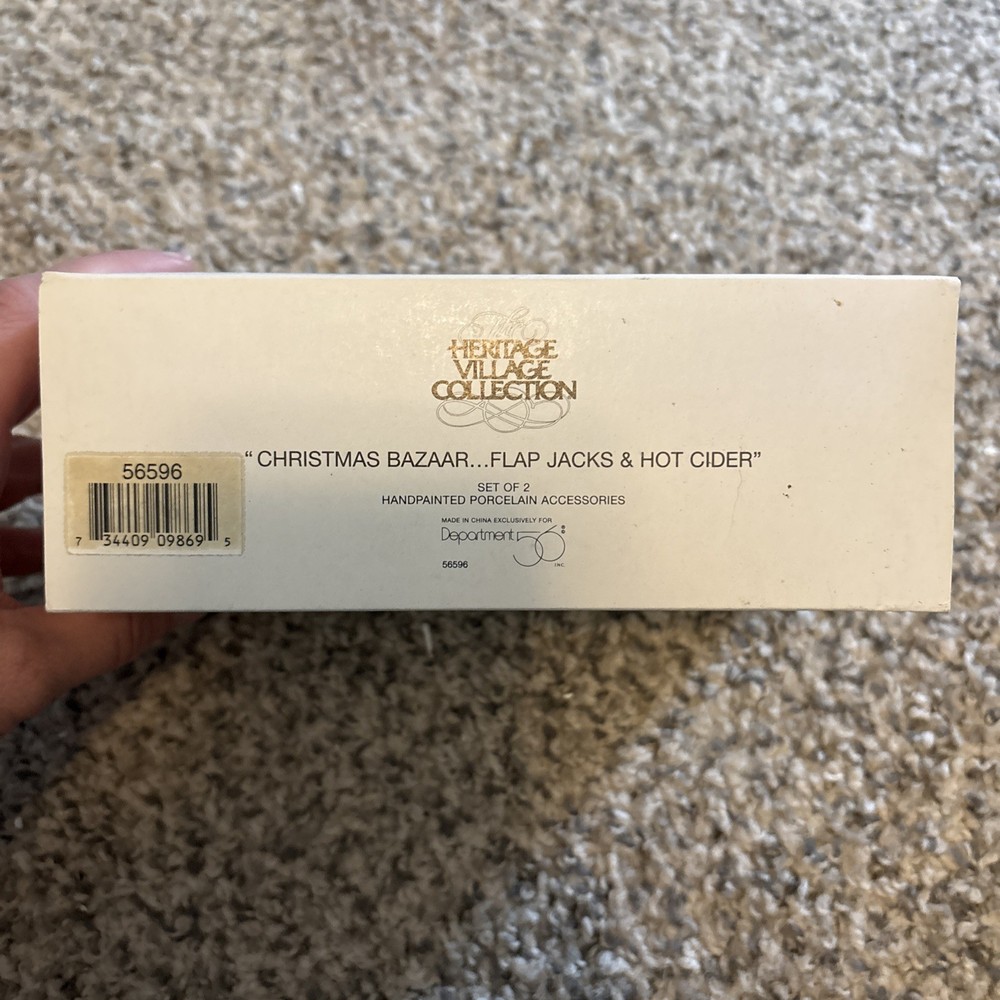 The
HERITAGE
VILLAGE
COLLECTION
“CHRISTMAS BAZAAR...FLAP JACKS & HOT CIDER”
SET OF 2
HANDPAINTED PORCELAIN ACCESSORIES
MADE IN CHINA EXCLUSIVELY FOR
Department 56®
INC.
56596
56596
7 34409 09869 5